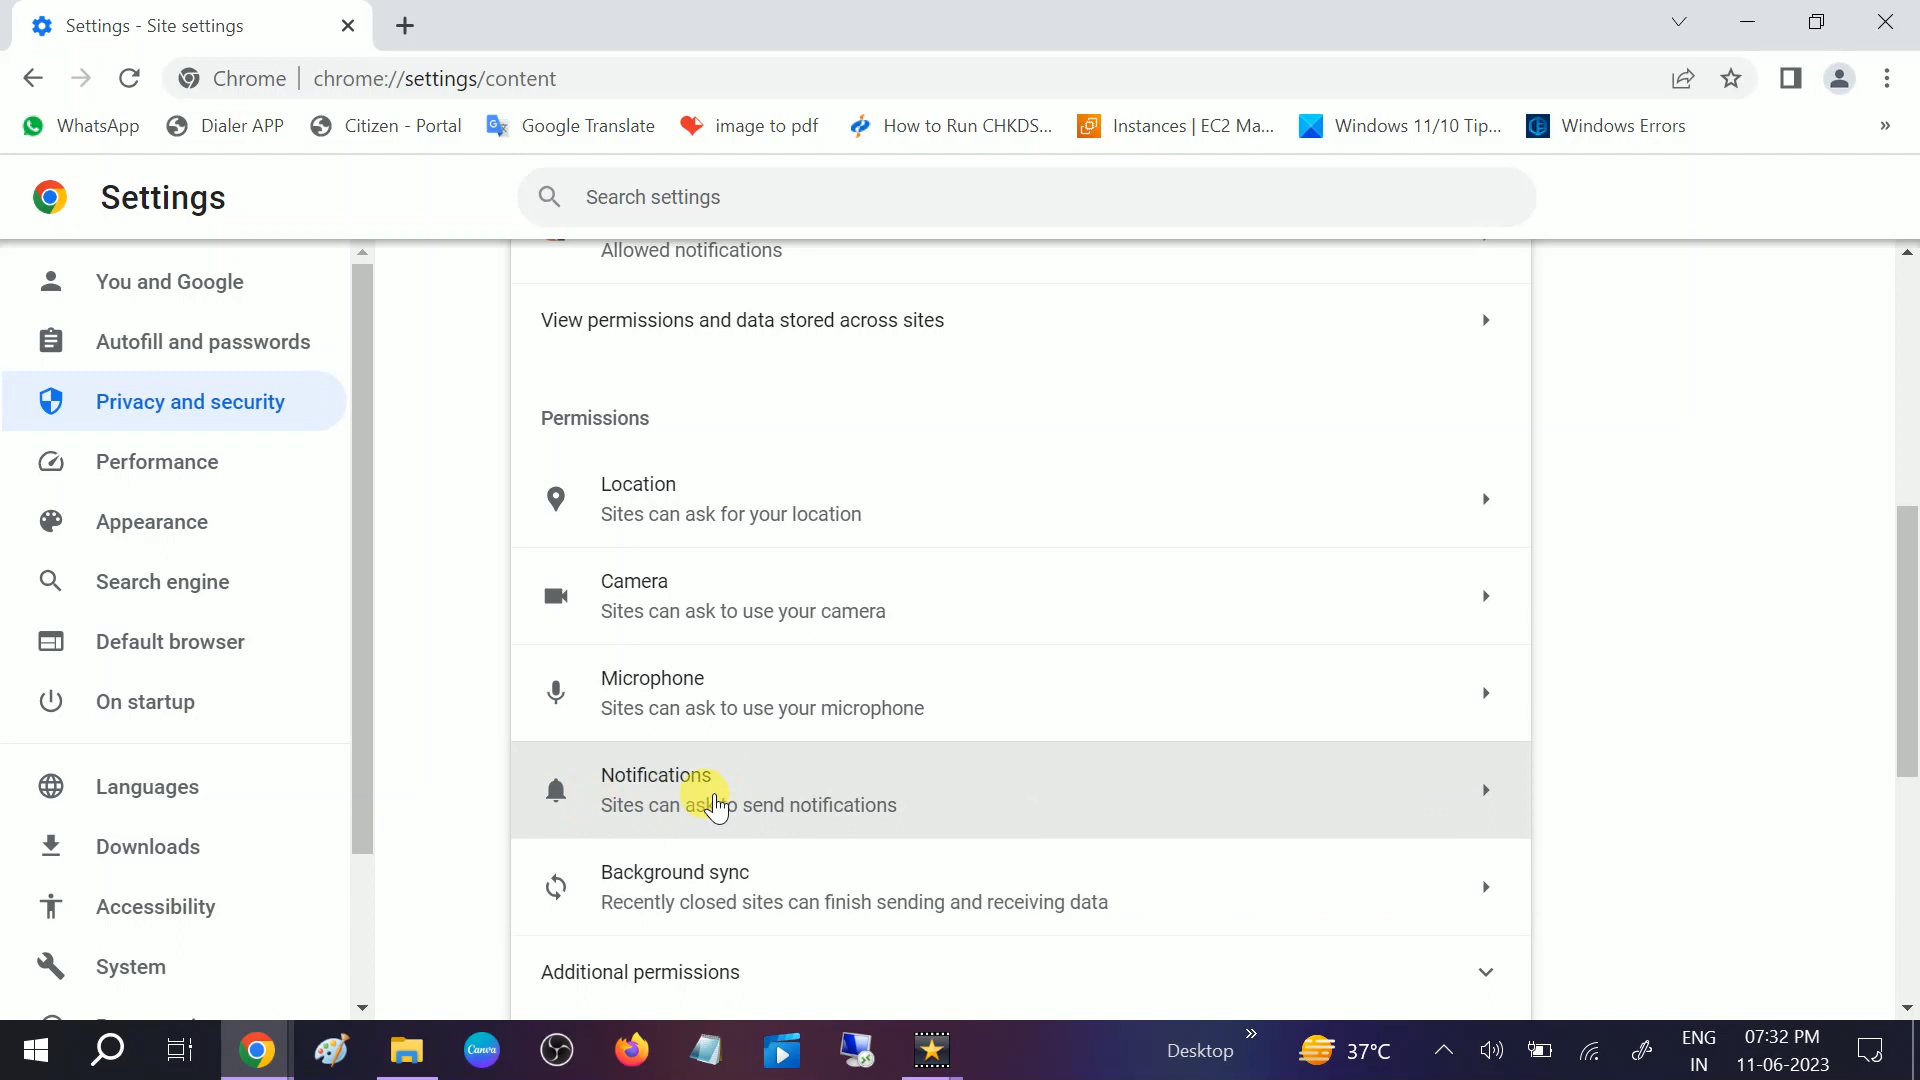 Settings - Site settings
Chrome | chrome://settings/content
WhatsApp Dialer APP Citizen - Portal Google Translate image to pdf How to Run CHKDS... Instances | EC2 Ma... Windows 11/10 Tip... Windows Errors »
Settings
Search settings
You and Google
Autofill and passwords
Privacy and security
Performance
Appearance
Search engine
Default browser
On startup
Languages
Downloads
Accessibility
System
Allowed notifications
View permissions and data stored across sites
Permissions
Location
Sites can ask for your location
Camera
Sites can ask to use your camera
Microphone
Sites can ask to use your microphone
Notifications
Sites can ask to send notifications
Background sync
Recently closed sites can finish sending and receiving data
Additional permissions
Canva
Desktop »
37°C
ENG
IN
07:32 PM
11-06-2023